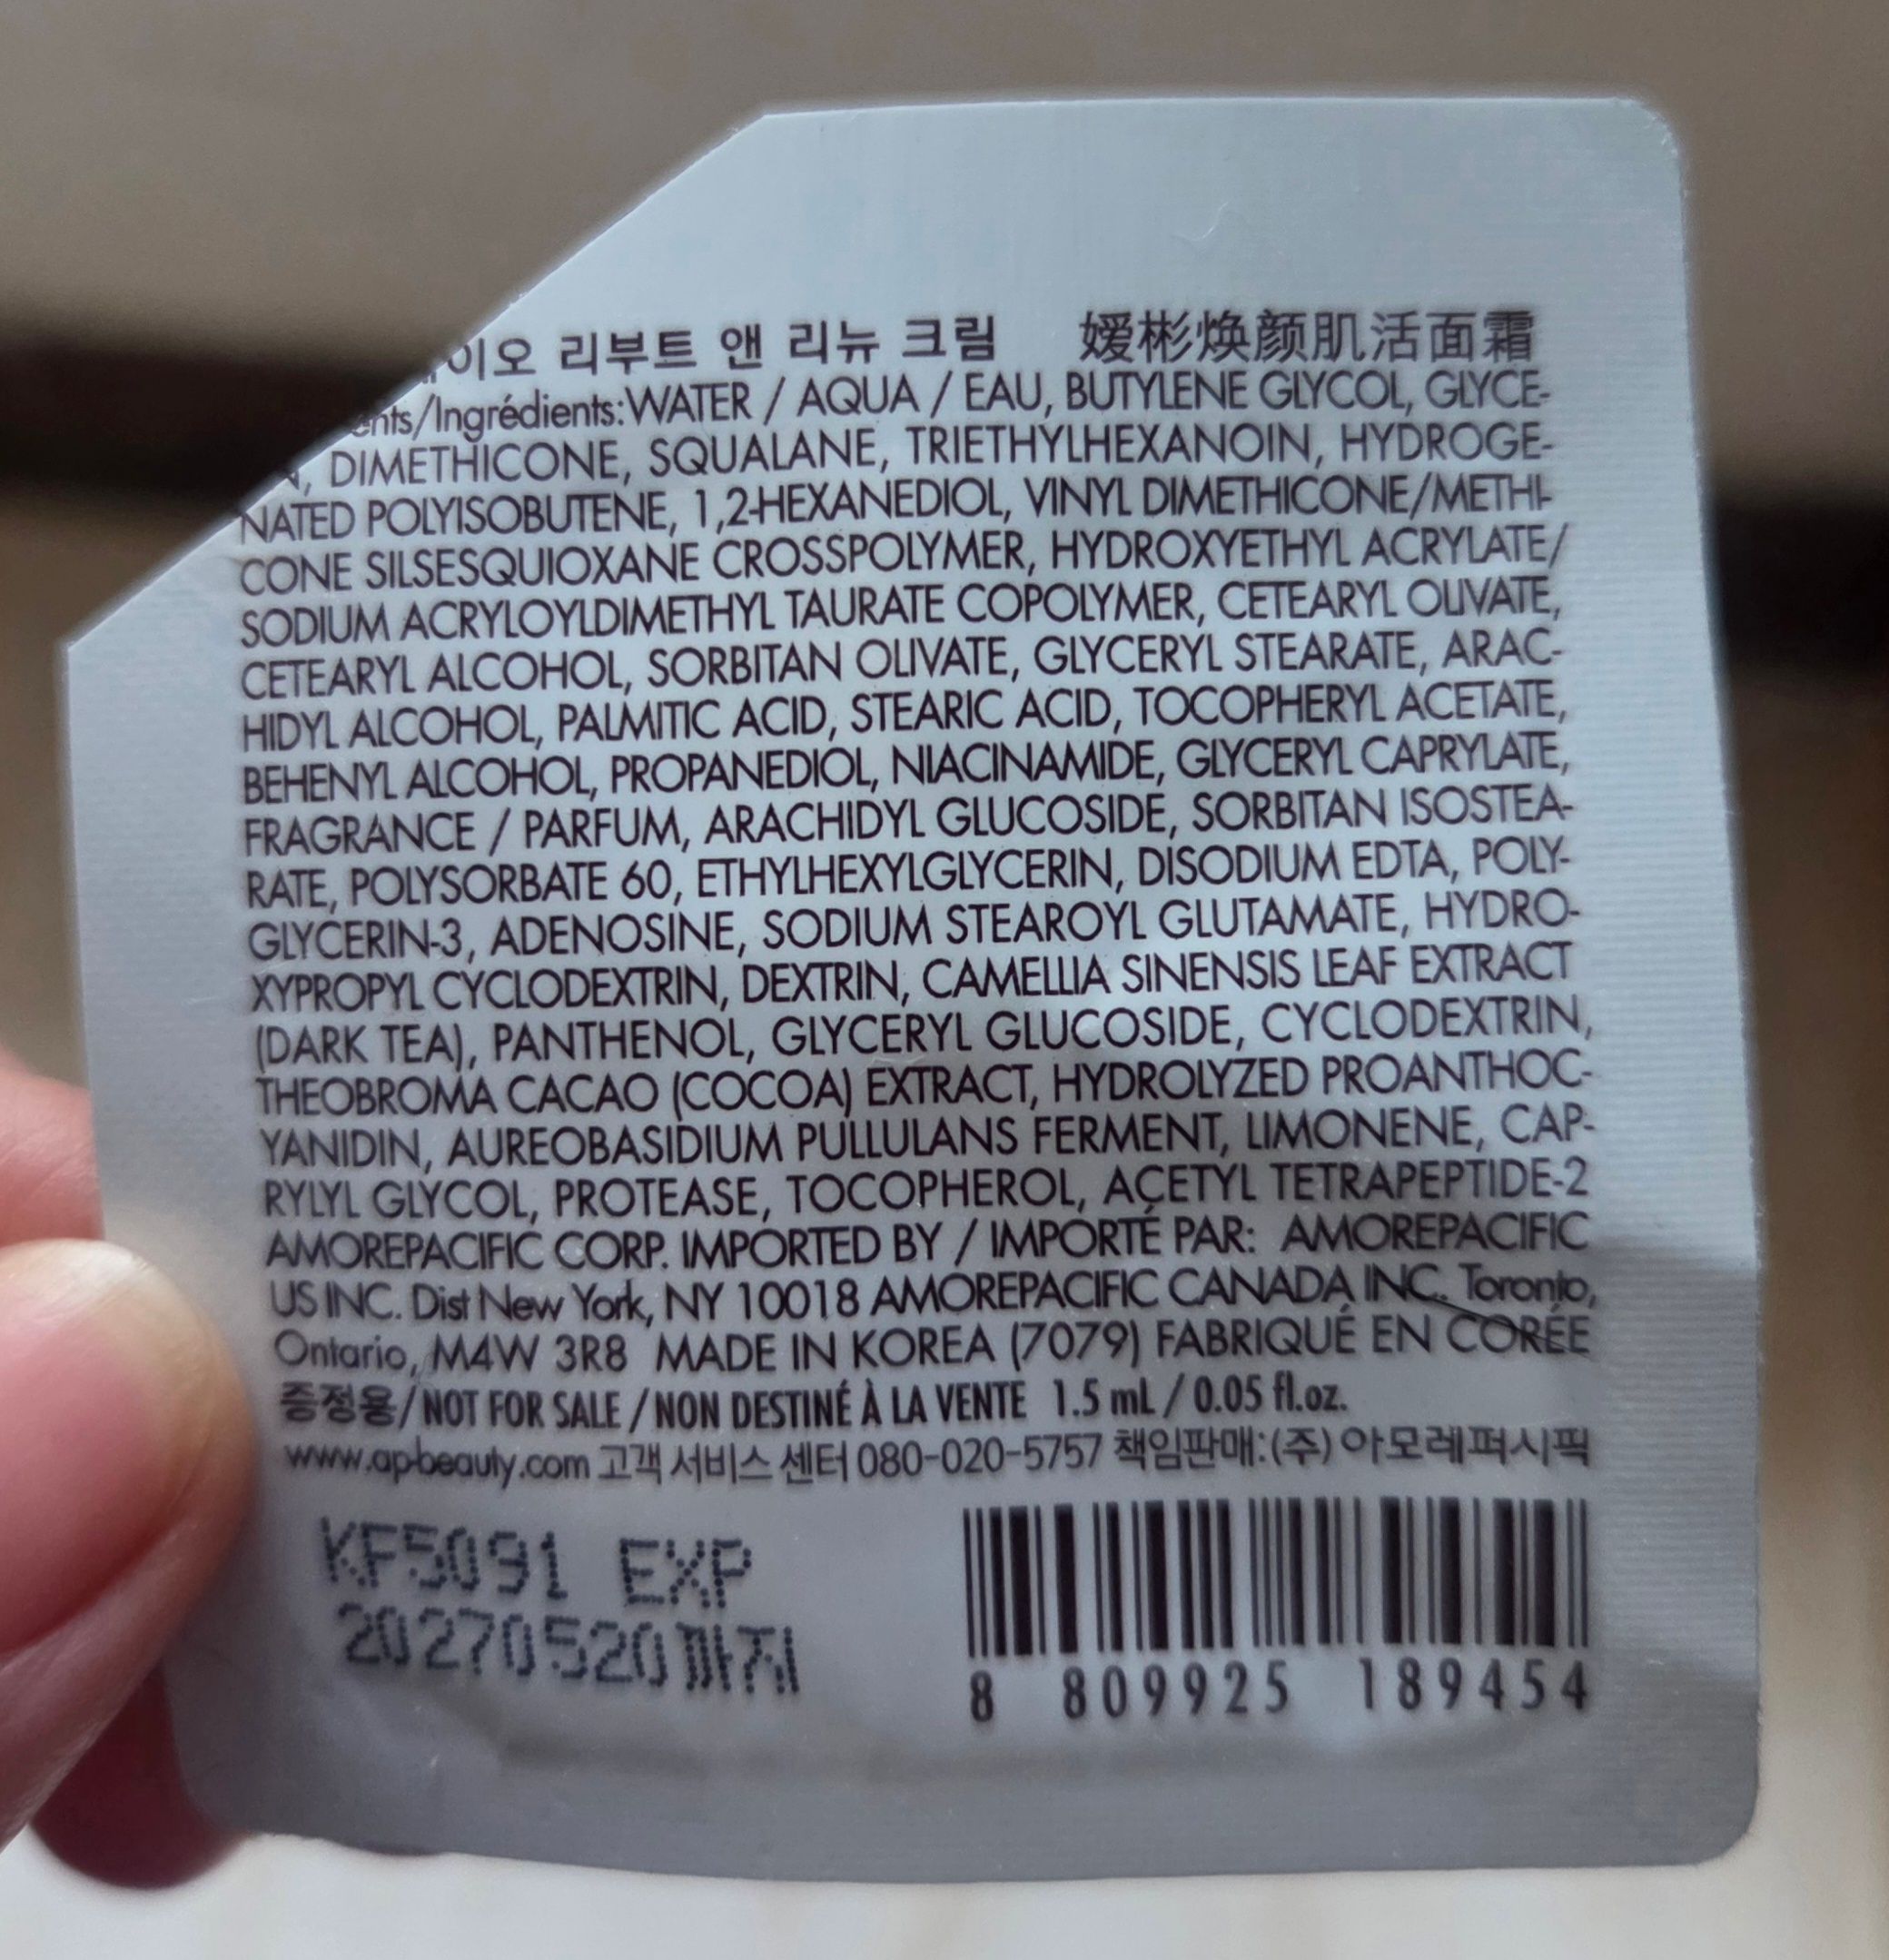 이오 리부트 앤 리뉴 크림 嫒彬焕颜肌活面霜
ents/Ingrédients:WATER / AQUA / EAU, BUTYLENE GLYCOL, GLYCE-
N, DIMETHICONE, SQUALANE, TRIETHYLHEXANOIN, HYDROGE-
NATED POLYISOBUTENE, 1,2-HEXANEDIOL, VINYL DIMETHICONE/METHI-
CONE SILSESQUIOXANE CROSSPOLYMER, HYDROXYETHYL ACRYLATE/
SODIUM ACRYLOYLDIMETHYL TAURATE COPOLYMER, CETEARYL OLIVATE,
CETEARYL ALCOHOL, SORBITAN OLIVATE, GLYCERYL STEARATE, ARAC-
HIDYL ALCOHOL, PALMITIC ACID, STEARIC ACID, TOCOPHERYL ACETATE,
BEHENYL ALCOHOL, PROPANEDIOL, NIACINAMIDE, GLYCERYL CAPRYLATE,
FRAGRANCE / PARFUM, ARACHIDYL GLUCOSIDE, SORBITAN ISOSTEA-
RATE, POLYSORBATE 60, ETHYLHEXYLGLYCERIN, DISODIUM EDTA, POLY-
GLYCERIN-3, ADENOSINE, SODIUM STEAROYL GLUTAMATE, HYDRO-
XYPROPYL CYCLODEXTRIN, DEXTRIN, CAMELLIA SINENSIS LEAF EXTRACT
(DARK TEA), PANTHENOL, GLYCERYL GLUCOSIDE, CYCLODEXTRIN,
THEOBROMA CACAO (COCOA) EXTRACT, HYDROLYZED PROANTHOC-
YANIDIN, AUREOBASIDIUM PULLULANS FERMENT, LIMONENE, CAP-
RYLYL GLYCOL, PROTEASE, TOCOPHEROL, ACETYL TETRAPEPTIDE-2
AMOREPACIFIC CORP. IMPORTED BY / IMPORTÉ PAR: AMOREPACIFIC
US INC. Dist New York, NY 10018 AMOREPACIFIC CANADA INC. Toronto,
Ontario, M4W 3R8 MADE IN KOREA (7079) FABRIQUÉ EN CORÉE
증정용/NOT FOR SALE/NON DESTINÉ À LA VENTE 1.5 mL / 0.05 fl.oz.
www.ap-beauty.com 고객 서비스 센터 080-020-5757 책임판매:(주)아모레퍼시픽
KF5091 EXP
20270520까지
8 809925 189454